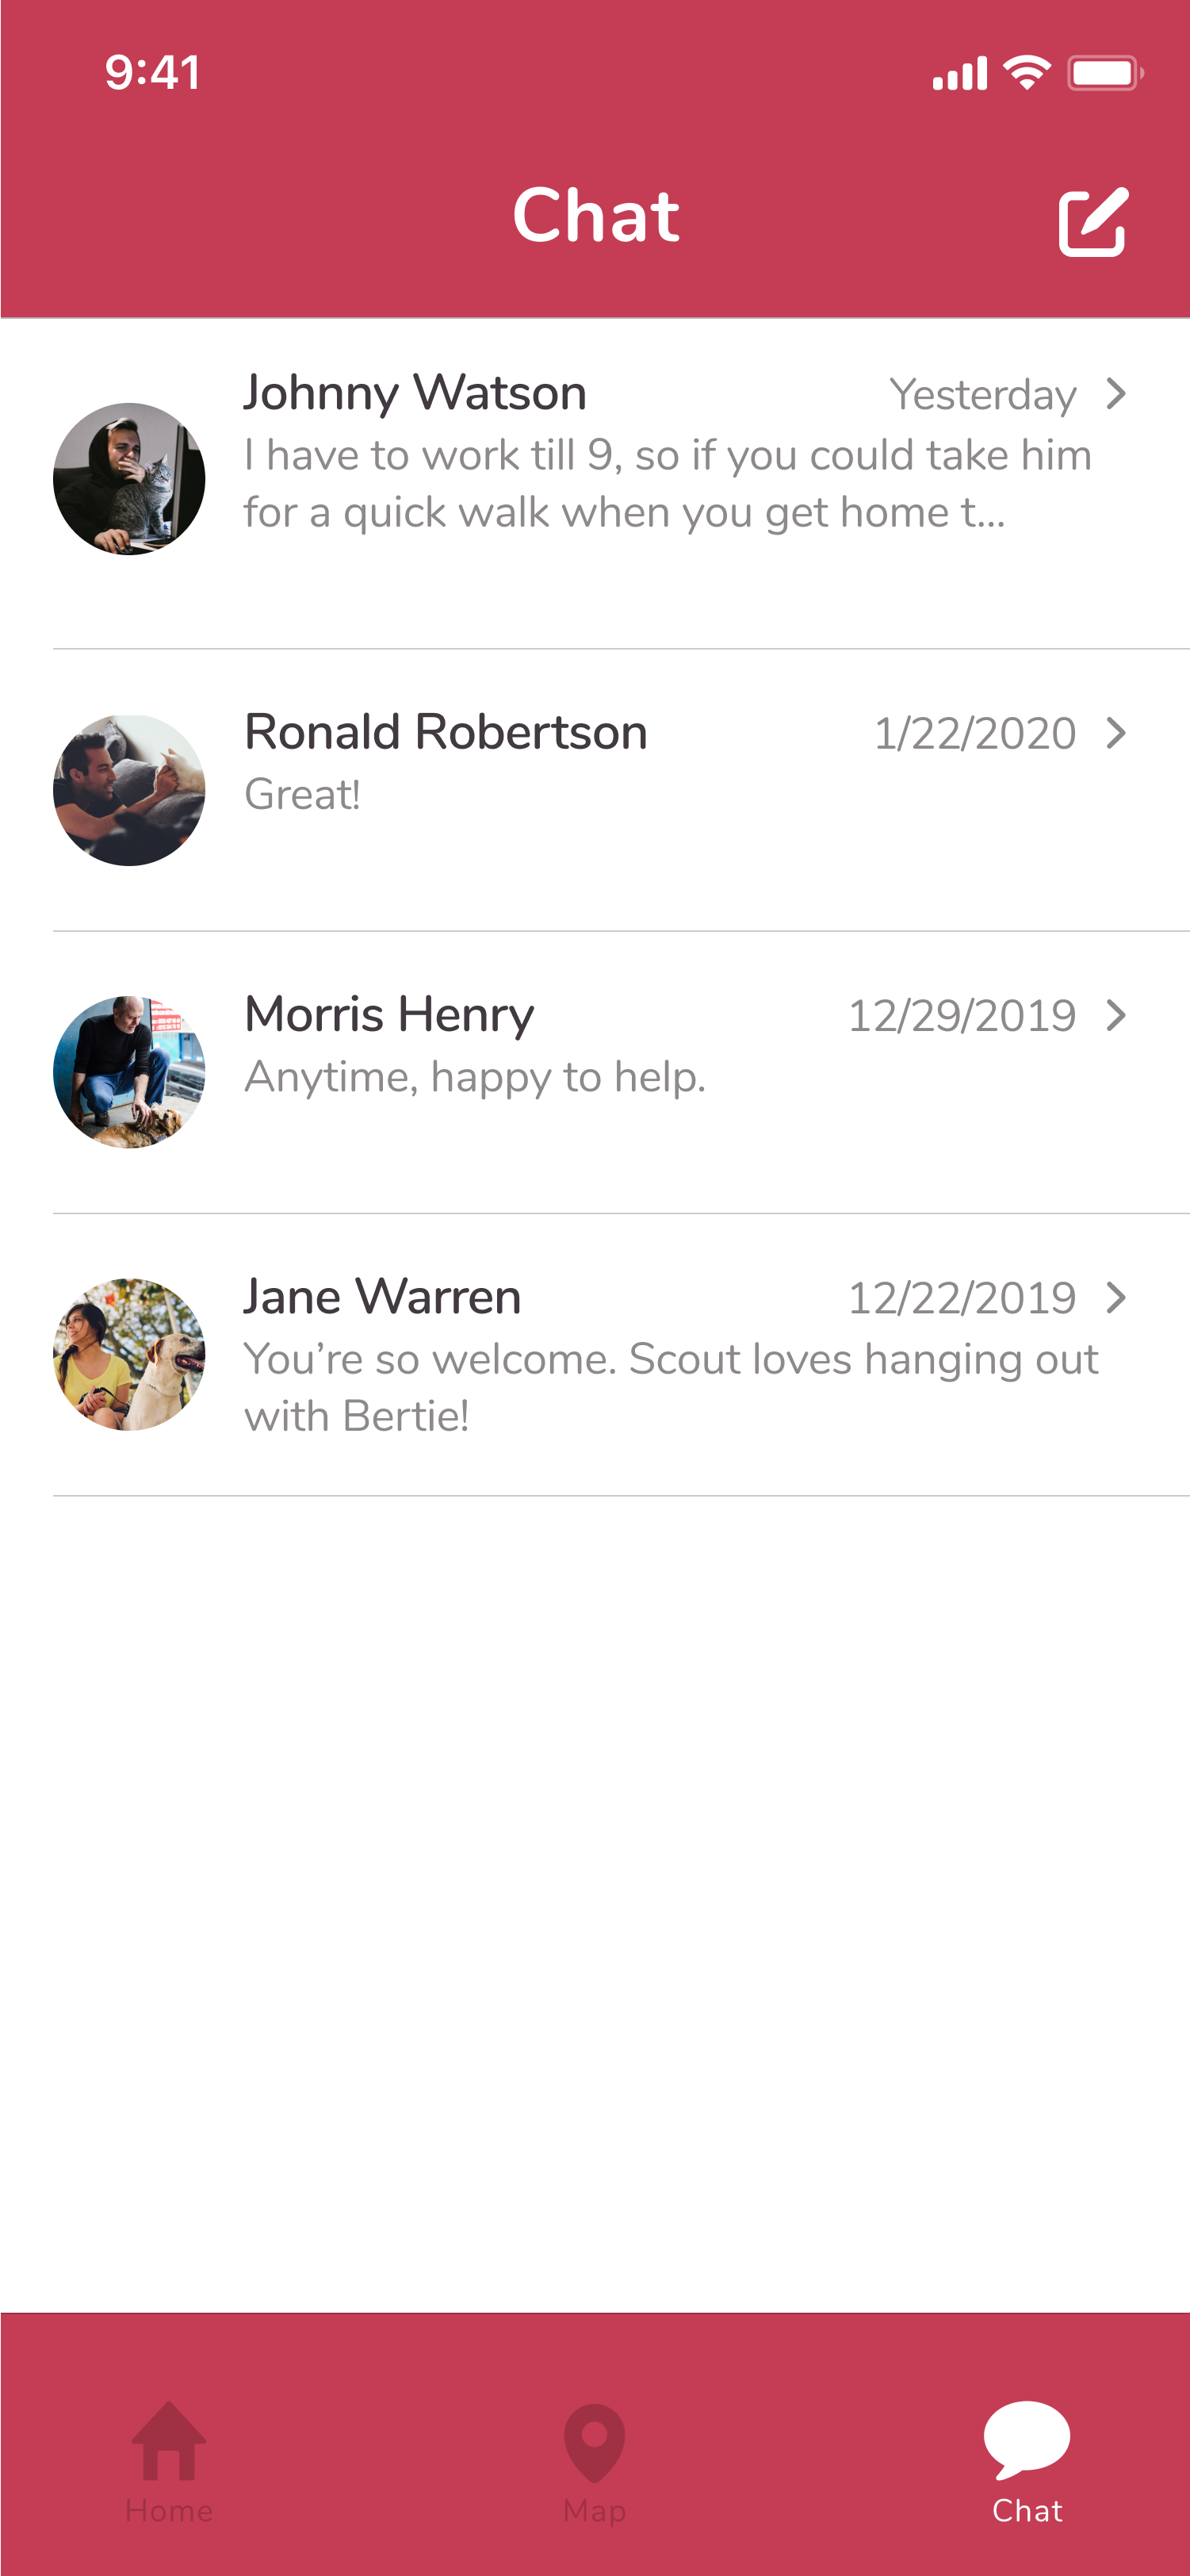 9:41
Chat
Johnny Watson
Yesterday
I have to work till 9, so if you could take him
for a quick walk when you get home t...
Ronald Robertson
1/22/2020
Great!
Morris Henry
12/29/2019
Anytime, happy to help.
Jane Warren
12/22/2019
You’re so welcome. Scout loves hanging out
with Bertie!
Home
Map
Chat